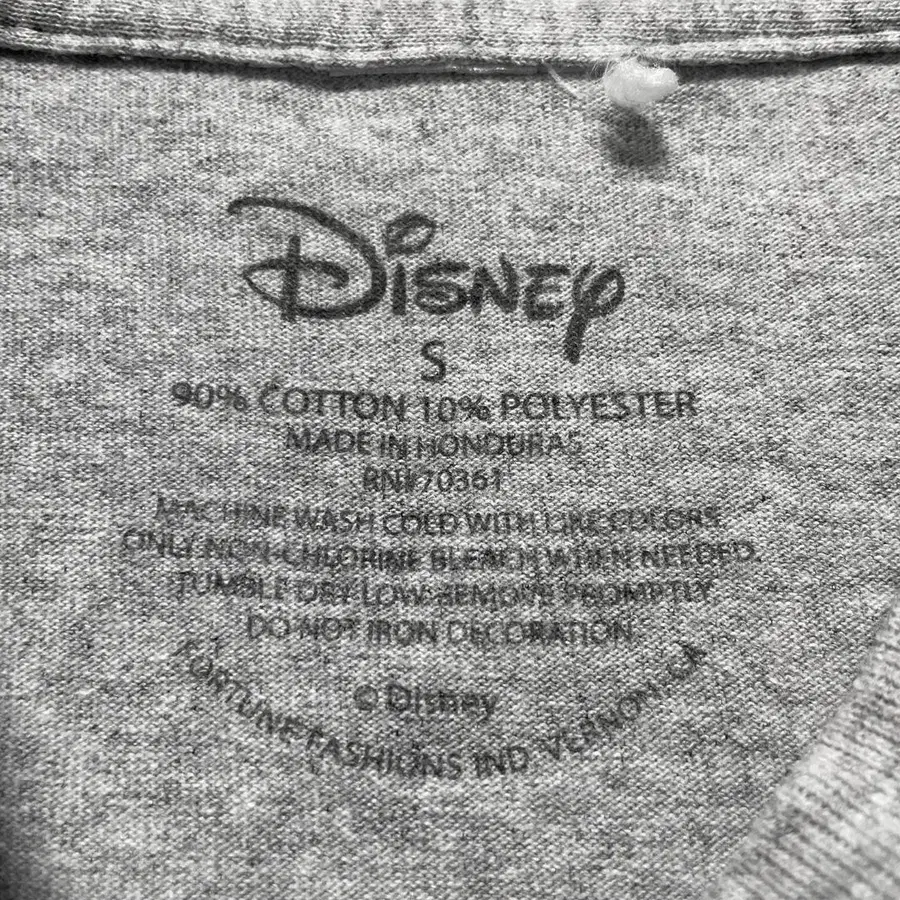 Disney
S
90% COTTON 10% POLYESTER
MADE IN HONDURAS
RN#70361
MACHINE WASH COLD WITH LIKE COLORS.
ONLY NON-CHLORINE BLEACH WHEN NEEDED.
TUMBLE DRY LOW. REMOVE PROMPTLY
DO NOT IRON DECORATION
© Disney
FORTUNE FASHIONS IND. VERNON, CA